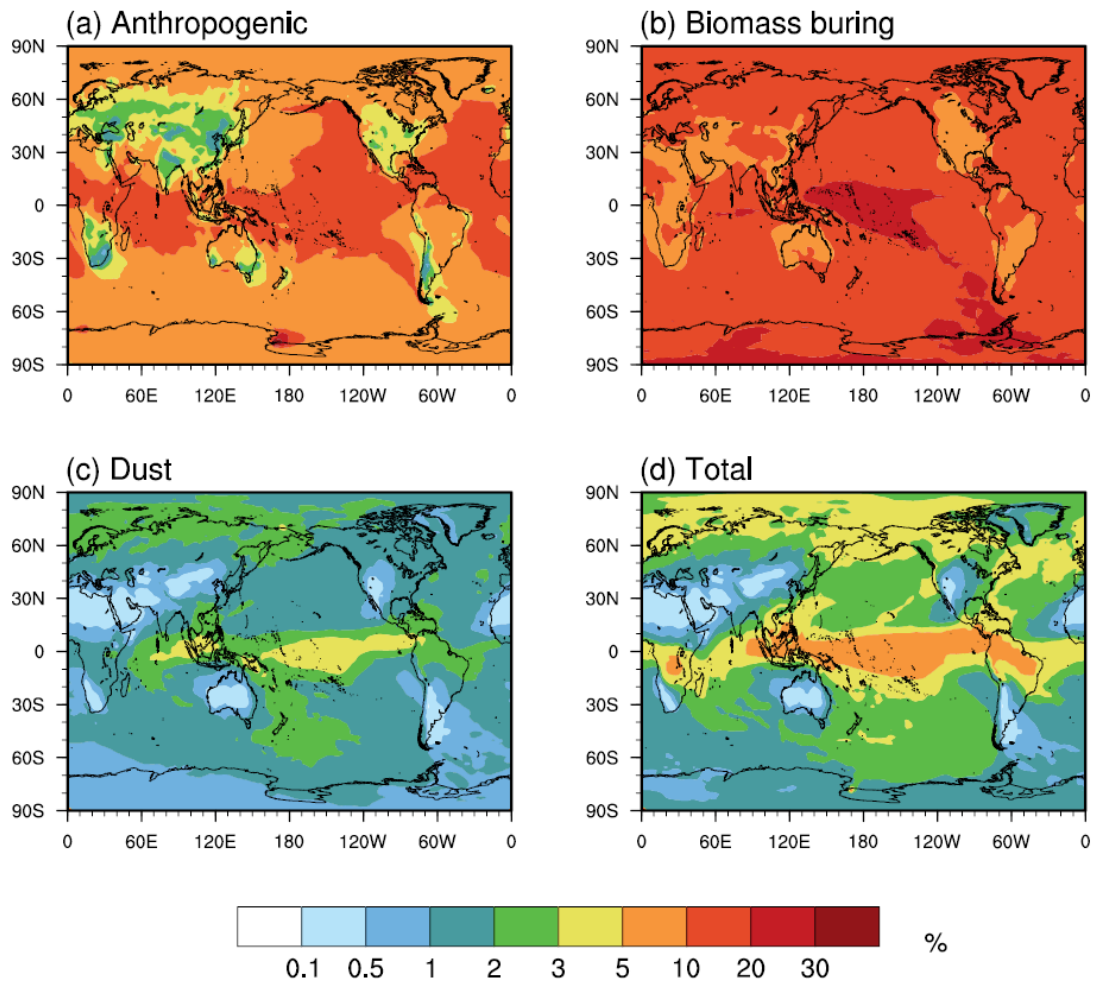 (a) Anthropogenic
(b) Biomass buring
90N
60N
30N
0
30S
60S
90S
0 60E 120E 180 120W 60W 0
90N
60N
30N
0
30S
60S
90S
0 60E 120E 180 120W 60W 0
(c) Dust
(d) Total
90N
60N
30N
0
30S
60S
90S
0 60E 120E 180 120W 60W 0
90N
60N
30N
0
30S
60S
90S
0 60E 120E 180 120W 60W 0
0.1 0.5 1 2 3 5 10 20 30 %